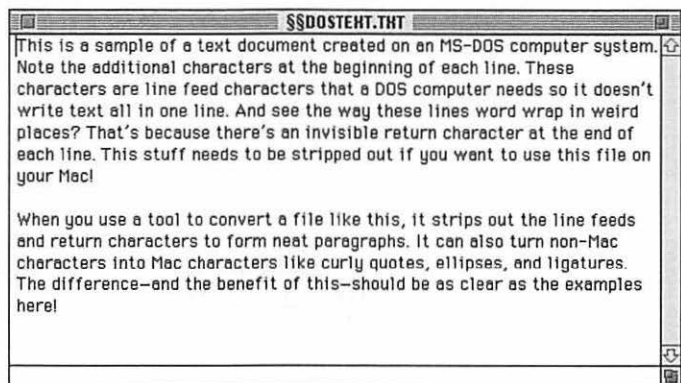 §§DOSTEXT.TXT
This is a sample of a text document created on an MS-DOS computer system.
Note the additional characters at the beginning of each line. These
characters are line feed characters that a DOS computer needs so it doesn't
write text all in one line. And see the way these lines word wrap in weird
places? That's because there's an invisible return character at the end of
each line. This stuff needs to be stripped out if you want to use this file on
your Mac!

When you use a tool to convert a file like this, it strips out the line feeds
and return characters to form neat paragraphs. It can also turn non-Mac
characters into Mac characters like curly quotes, ellipses, and ligatures.
The difference—and the benefit of this—should be as clear as the examples
here!